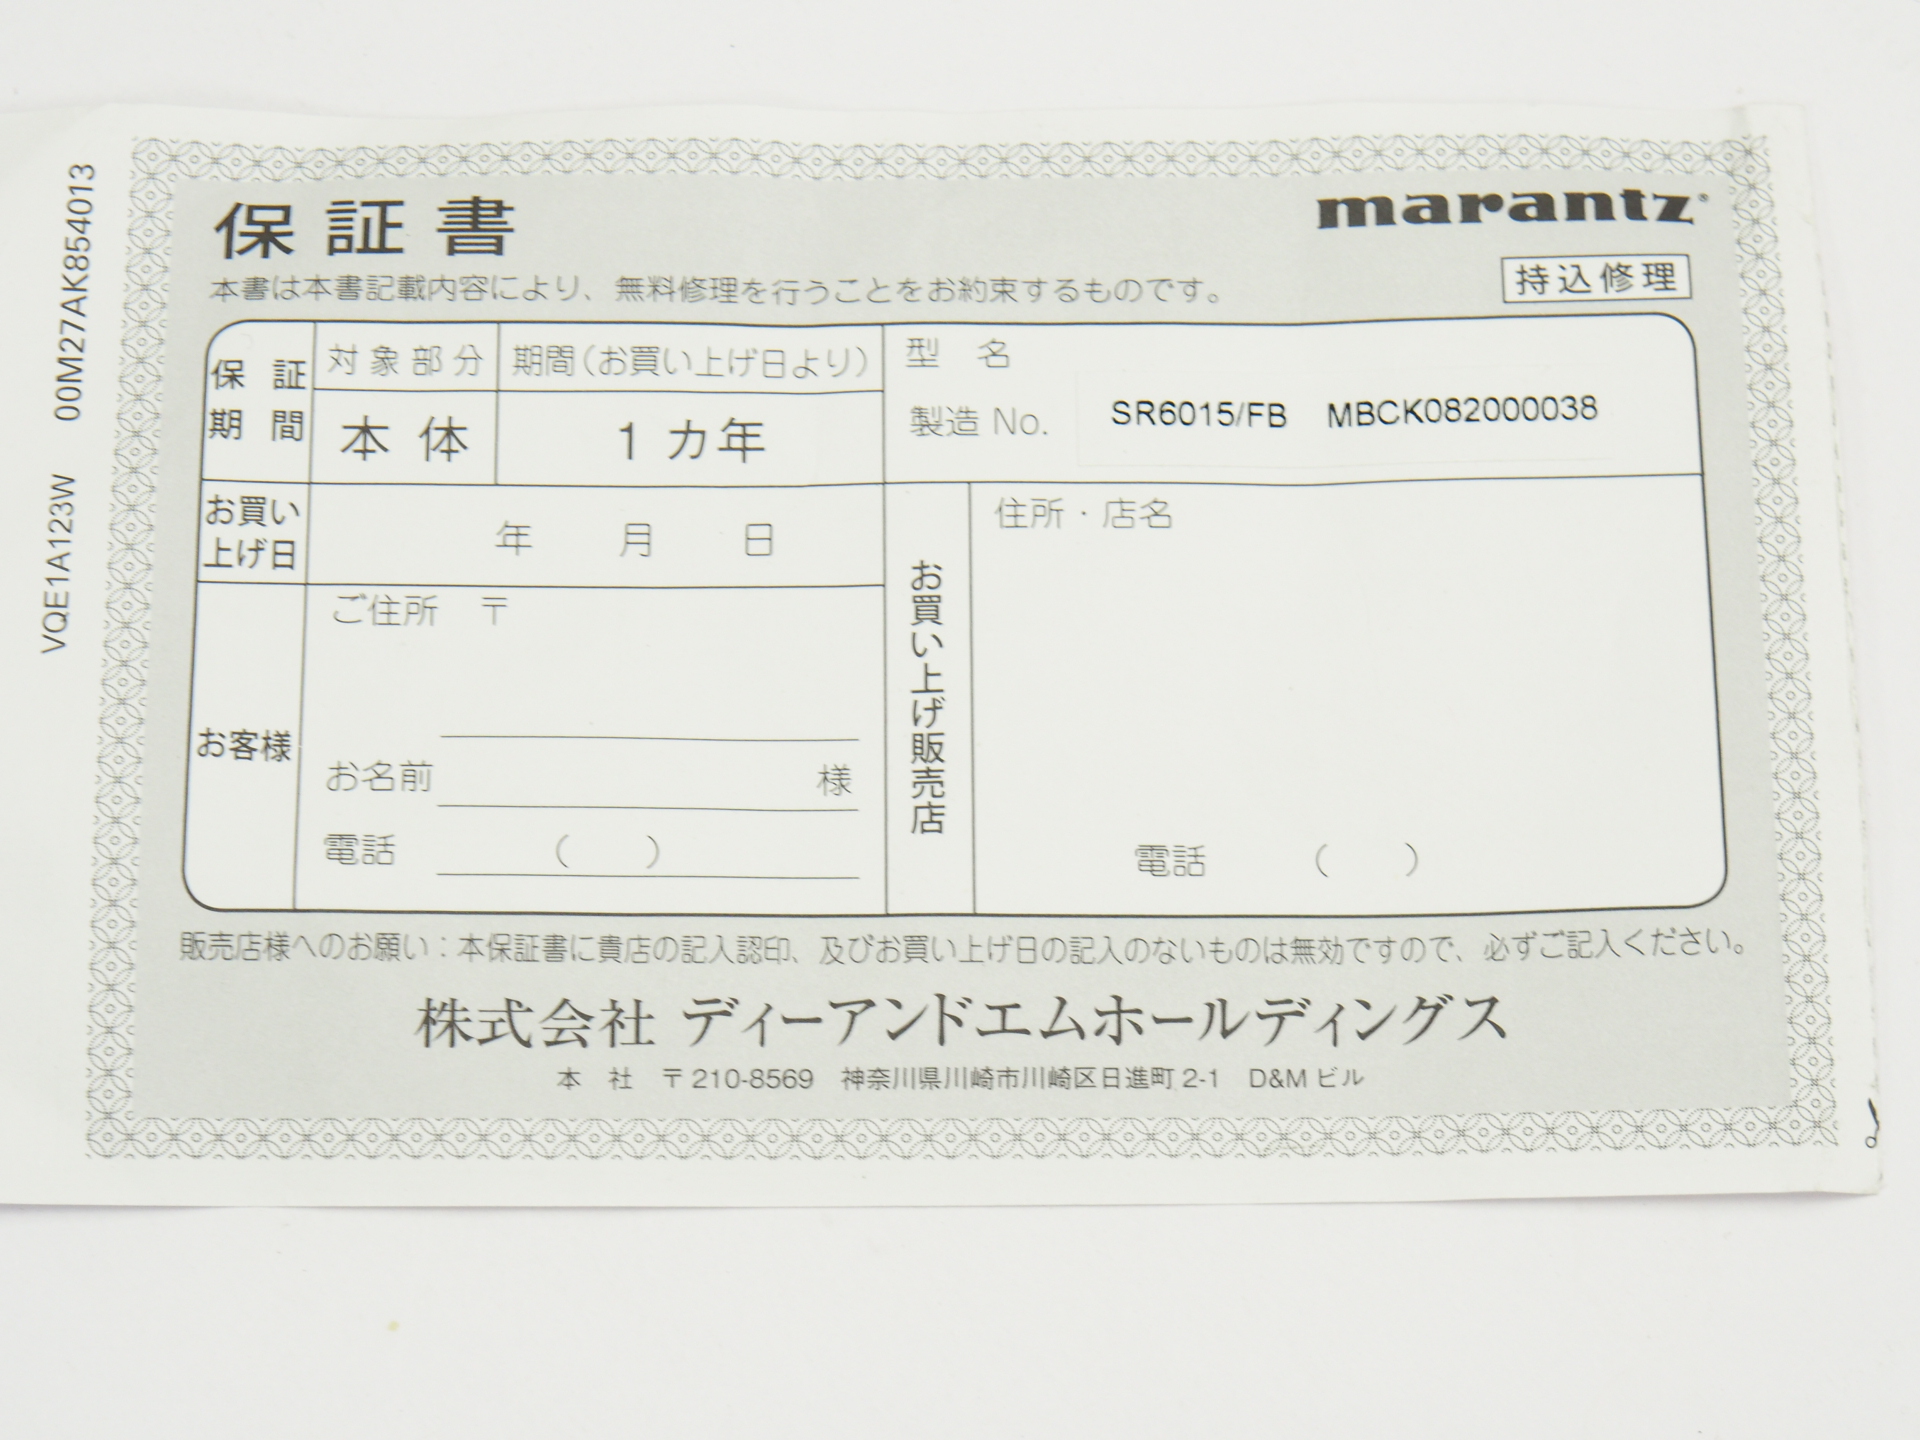 保証書
marantz
本書は本書記載内容により、無料修理を行うことをお約束するものです。
持込修理
保証期間
対象部分
期間(お買い上げ日より)
本体
1カ年
型名
製造 No.
SR6015/FB MBCK082000038
お買い上げ日
年 月 日
お客様
ご住所 〒
お名前 様
電話 ( )
お買い上げ販売店
住所・店名
電話 ( )
販売店様へのお願い：本保証書に貴店の記入認印、及びお買い上げ日の記入のないものは無効ですので、必ずご記入ください。
株式会社 ディーアンドエムホールディングス
本社 〒210-8569 神奈川県川崎市川崎区日進町 2-1 D&M ビル
VQE1A123W 00M27AK854013